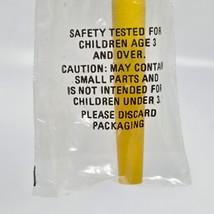 SAFETY TESTED FOR
CHILDREN AGE 3
AND OVER.
CAUTION: MAY CONTAI
SMALL PARTS AND
IS NOT INTENDED FOR
CHILDREN UNDER 3.
PLEASE DISCARD
PACKAGING